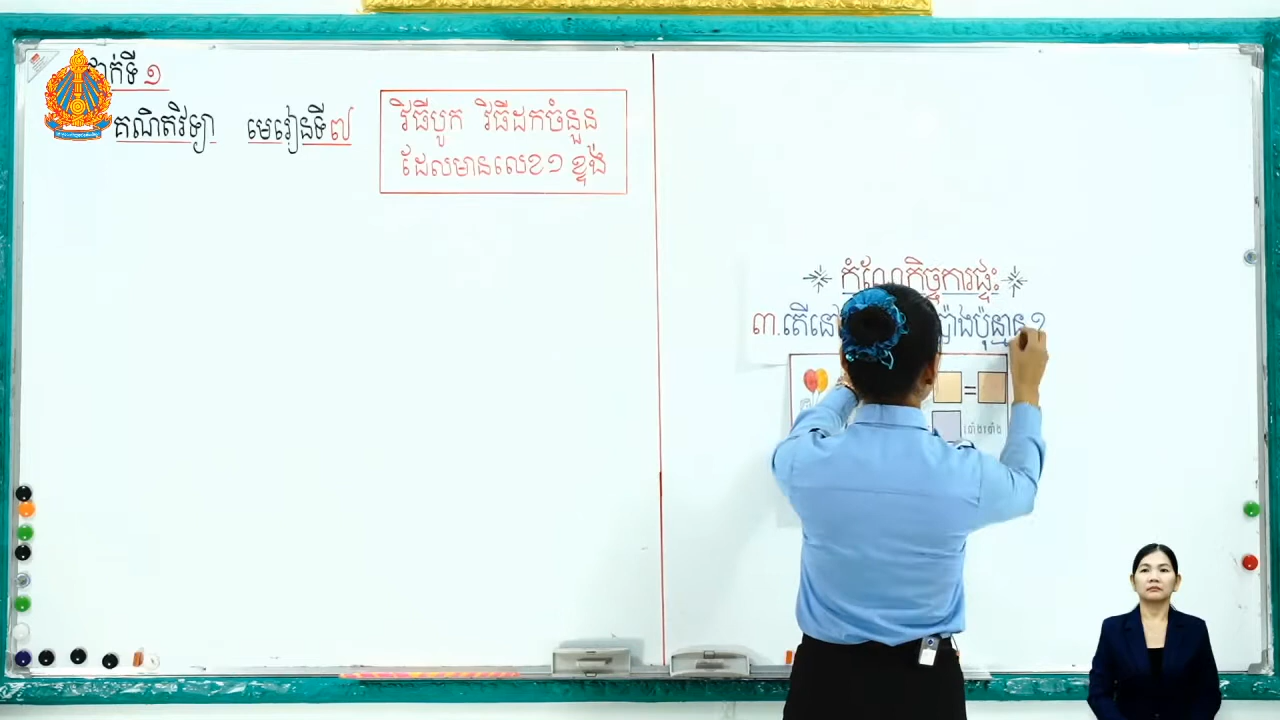 ថ្នាក់ទី ១
គណិតវិទ្យា មេរៀនទី៧
វិធីបូក វិធីដកចំនួន
ដែលមានលេខ១ ខ្ទង់
កំណែកិច្ចការផ្ទះ
៣.តើនៅ ប៉ាងប៉ុន្មាន?
=